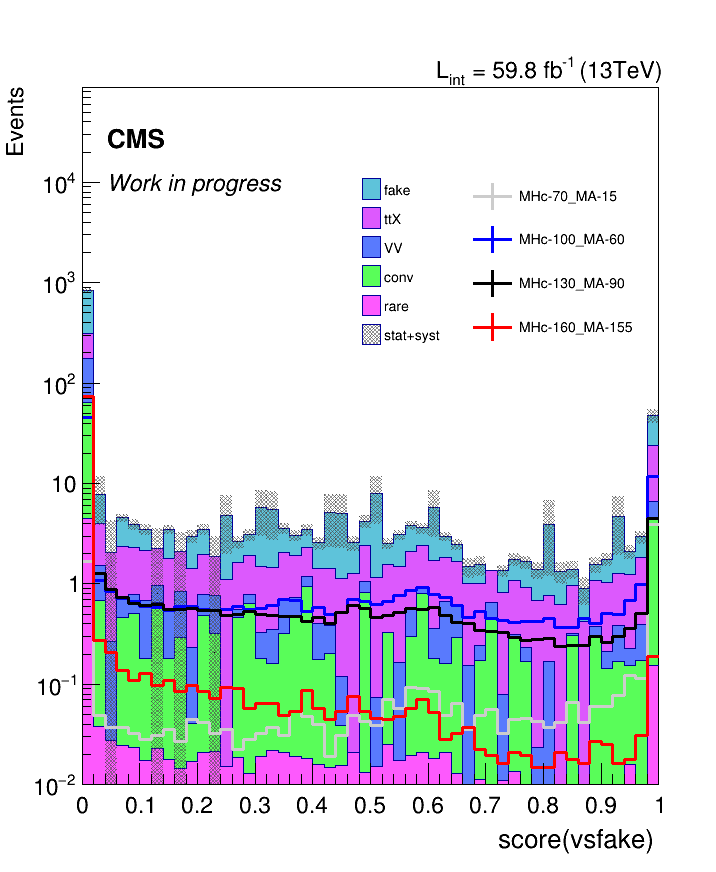 L_int = 59.8 fb^-1 (13TeV)
Events
CMS
Work in progress
fake
ttX
VV
conv
rare
stat+syst
MHc-70_MA-15
MHc-100_MA-60
MHc-130_MA-90
MHc-160_MA-155
10^4
10^3
10^2
10
1
10^-1
10^-2
0 0.1 0.2 0.3 0.4 0.5 0.6 0.7 0.8 0.9 1
score(vsfake)